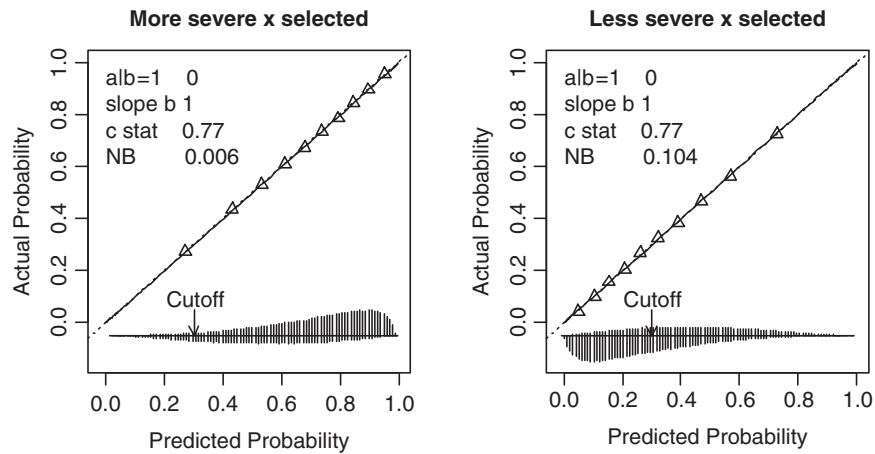 More severe x selected
Actual Probability
1.0
0.8
0.6
0.4
0.2
0.0
a|b=1 0
slope b 1
c stat 0.77
NB 0.006
Cutoff
0.0 0.2 0.4 0.6 0.8 1.0
Predicted Probability
Less severe x selected
Actual Probability
1.0
0.8
0.6
0.4
0.2
0.0
a|b=1 0
slope b 1
c stat 0.77
NB 0.104
Cutoff
0.0 0.2 0.4 0.6 0.8 1.0
Predicted Probability